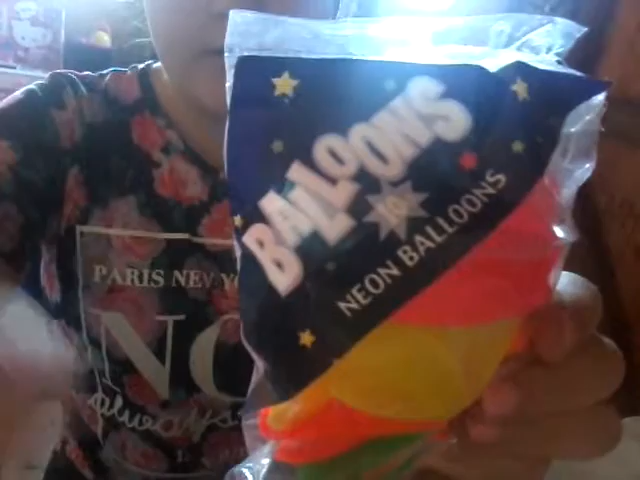 BALLOONS
10
NEON BALLOONS
PARIS NEW YO
NO
always